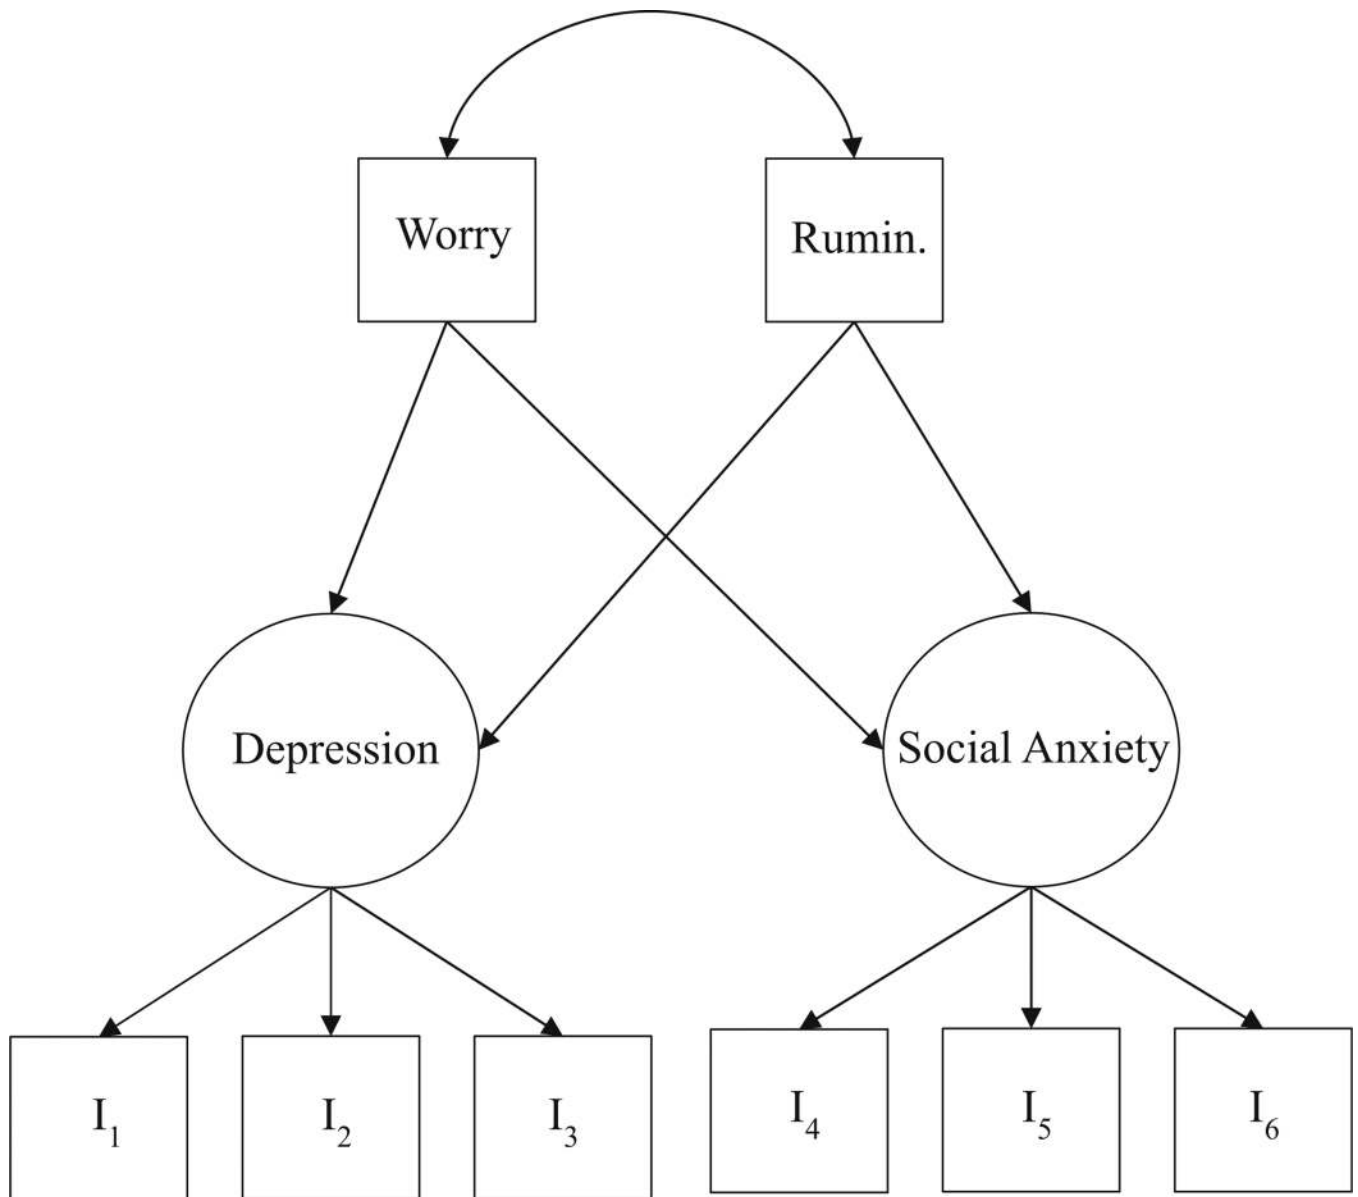 Worry
Rumin.
Depression
Social Anxiety
I₁
I₂
I₃
I₄
I₅
I₆